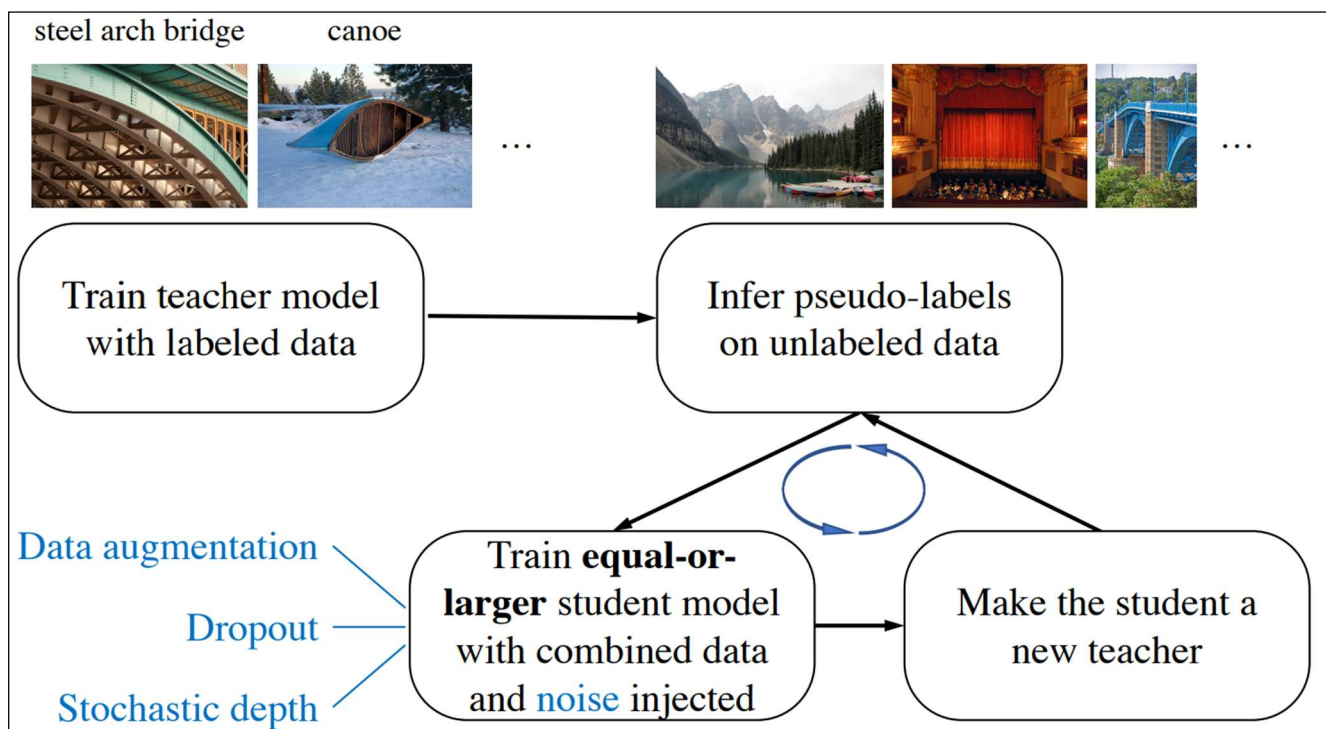 steel arch bridge
canoe
...
...
Train teacher model
with labeled data
Infer pseudo-labels
on unlabeled data
Data augmentation
Dropout
Stochastic depth
Train equal-or-
larger student model
with combined data
and noise injected
Make the student a
new teacher